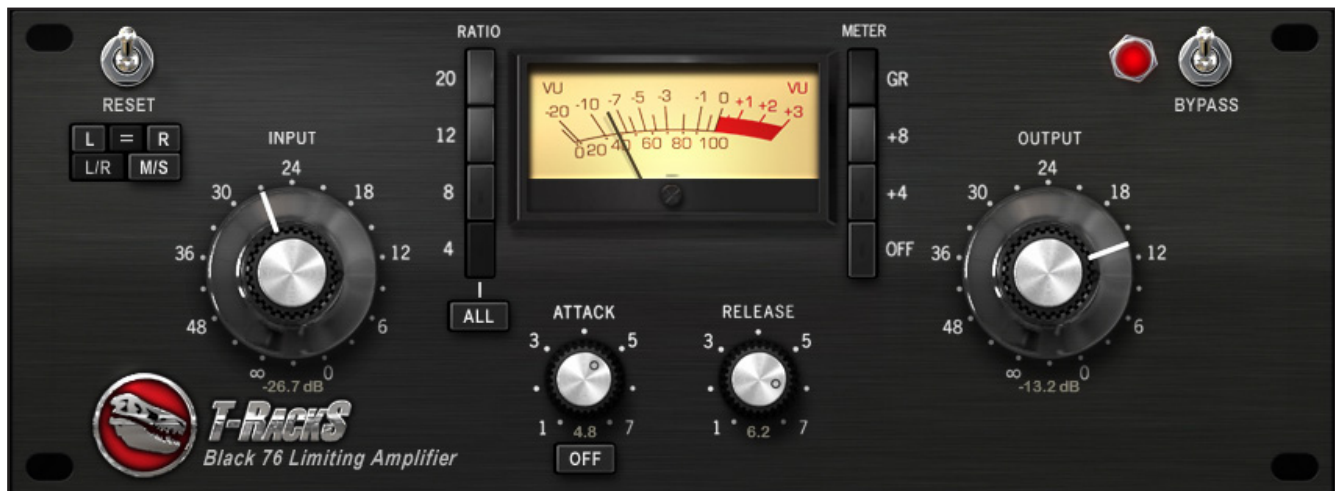 RESET
L = R
L/R M/S
INPUT
24
30 18
36 12
48 6
∞ 0
-26.7 dB
RATIO
20
12
8
4
ALL
VU VU
-20 -10 -7 -5 -3 -1 0 +1 +2 +3
0 20 40 60 80 100
METER
GR
+8
+4
OFF
BYPASS
OUTPUT
24
30 18
36 12
48 6
∞ 0
-13.2 dB
ATTACK
3 5
1 4.8 7
OFF
RELEASE
3 5
1 6.2 7
T-RackS
Black 76 Limiting Amplifier